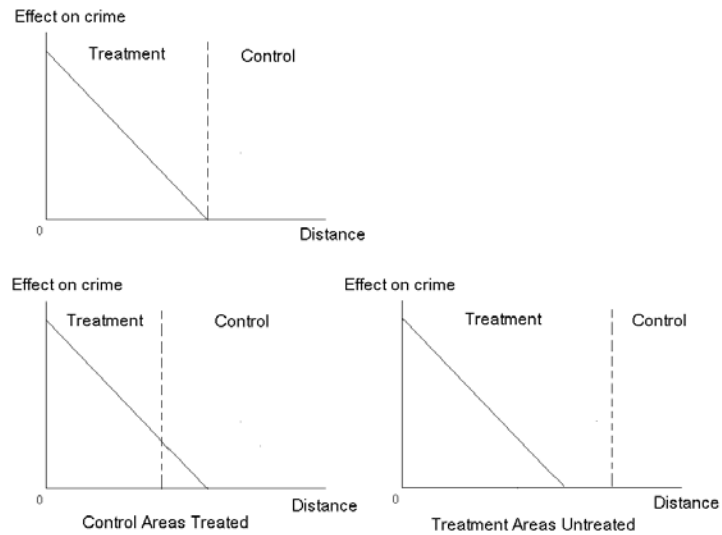 Effect on crime
Treatment Control
0
Distance
Effect on crime
Treatment Control
0
Distance
Control Areas Treated
Effect on crime
Treatment Control
0
Distance
Treatment Areas Untreated